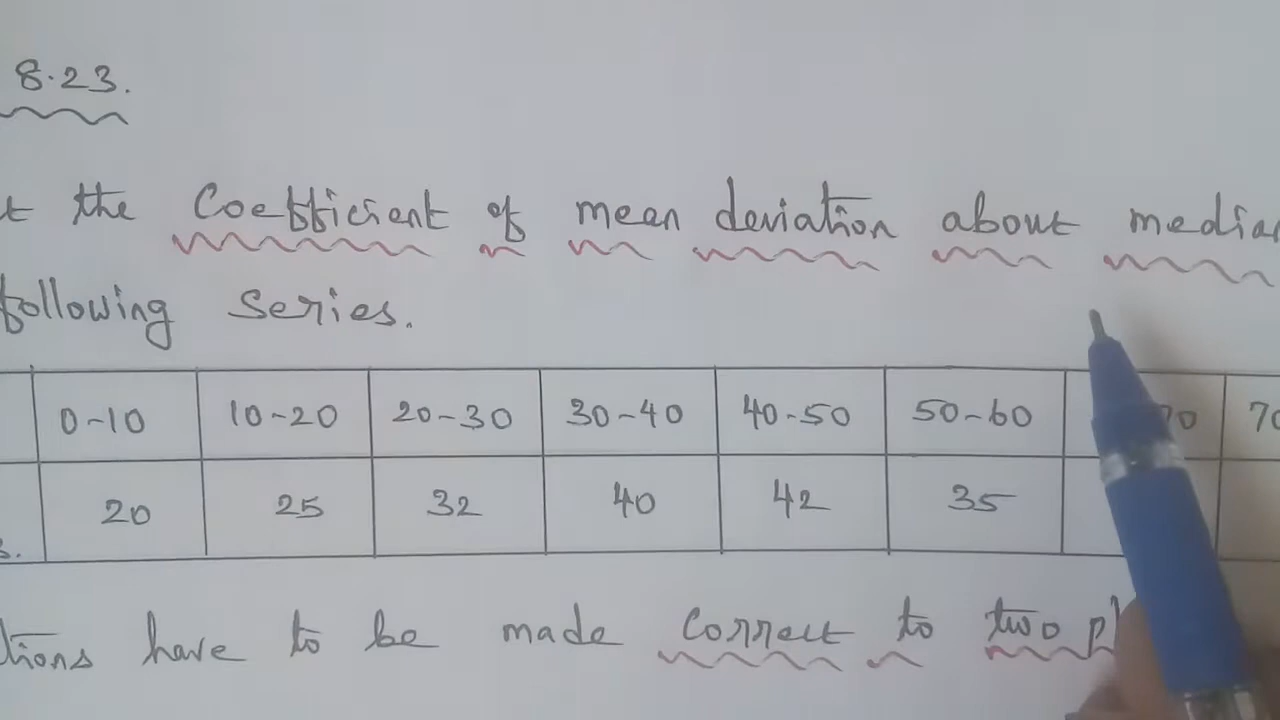 8.23.
the Coefficient of mean deviation about
following series.
0-10 10-20 20-30 30-40 40-50 50-60
20 25 32 40 42 35
have to be made correct to two